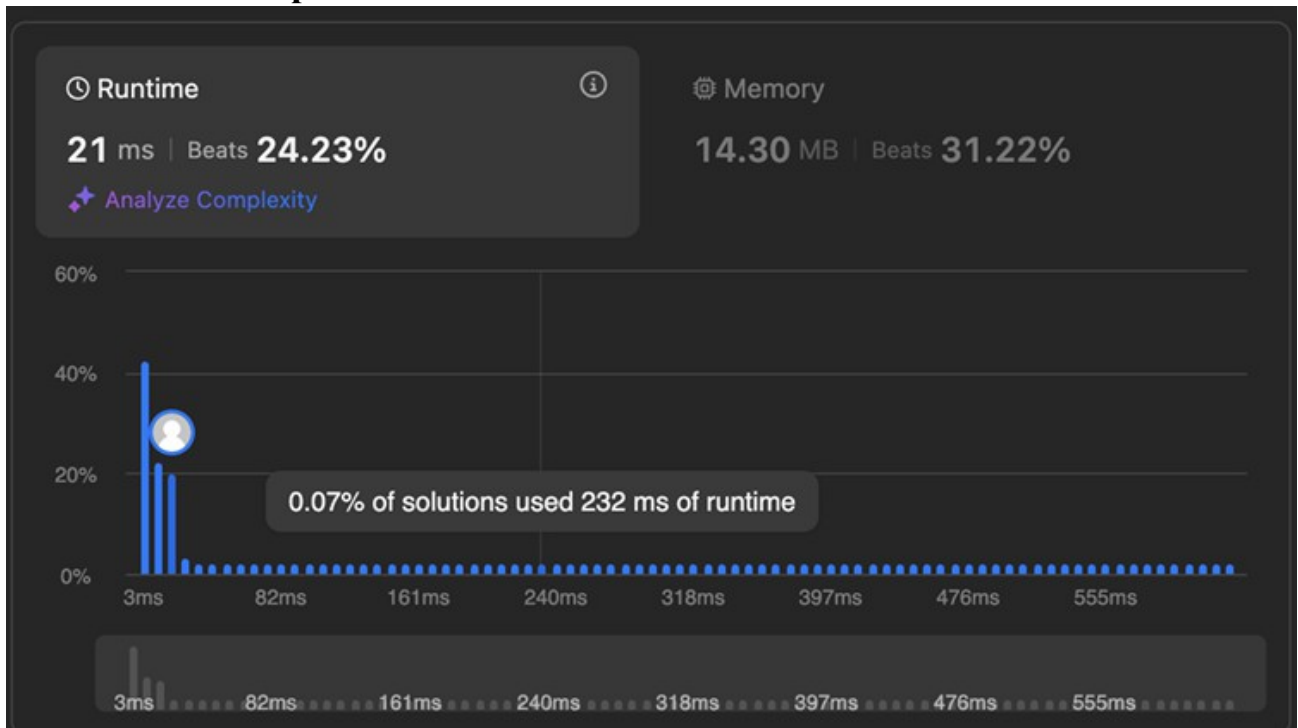 Runtime
Memory
21 ms | Beats 24.23%
14.30 MB | Beats 31.22%
Analyze Complexity
60%
40%
20%
0.07% of solutions used 232 ms of runtime
0%
3ms 82ms 161ms 240ms 318ms 397ms 476ms 555ms
3ms 82ms 161ms 240ms 318ms 397ms 476ms 555ms